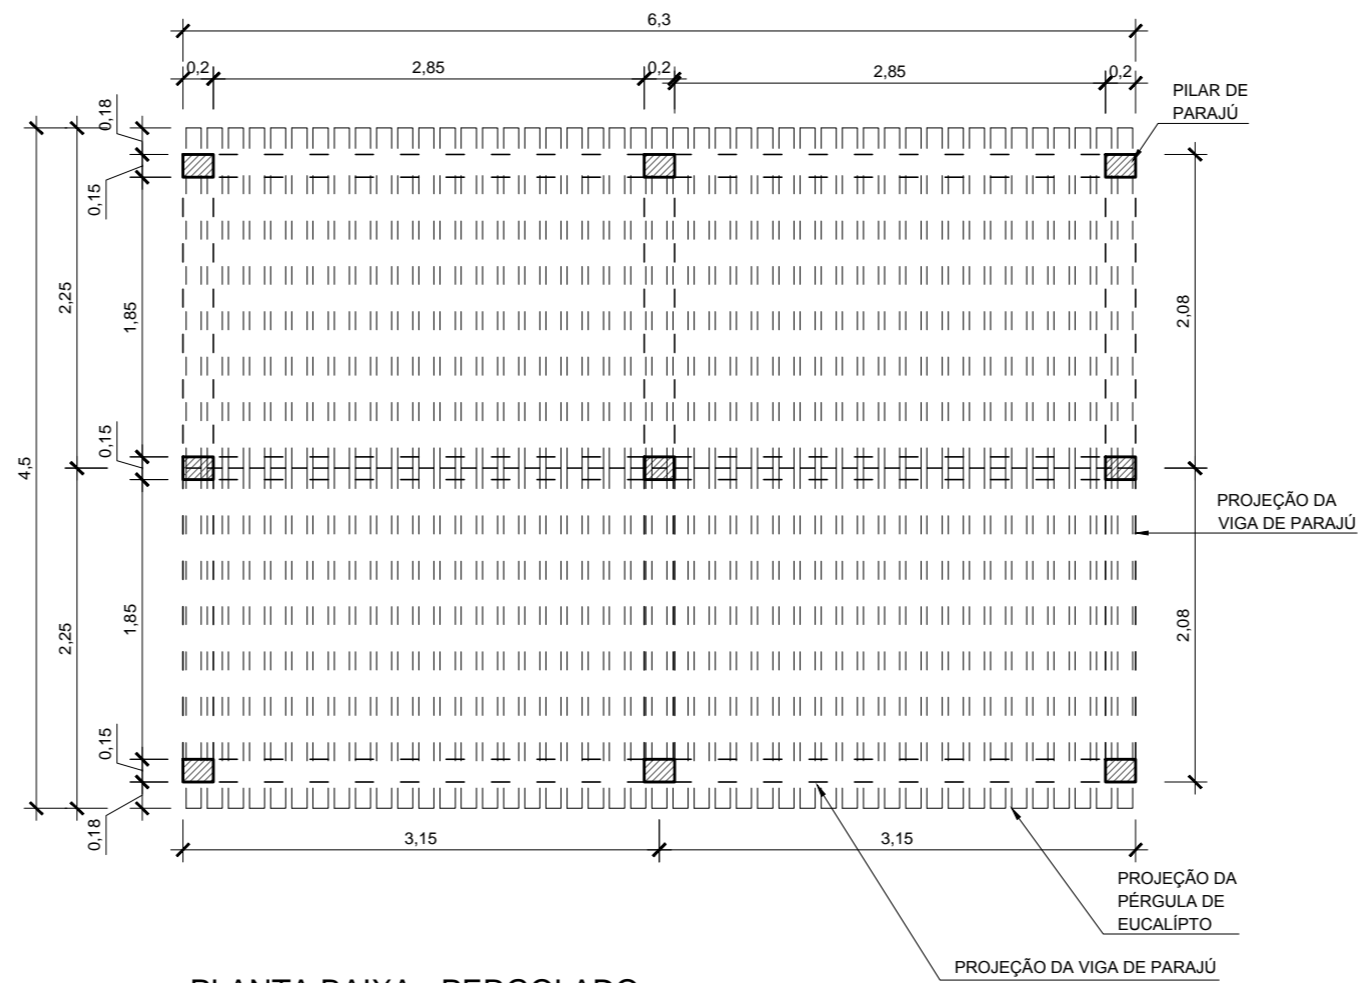 6,3
0,2
2,85
0,2
2,85
0,2
PILAR DE
PARAJÚ
0,18
0,15
2,25
1,85
2,08
0,15
4,5
PROJEÇÃO DA
VIGA DE PARAJÚ
2,25
1,85
2,08
0,15
0,18
3,15
3,15
PROJEÇÃO DA
PÉRGULA DE
EUCALÍPTO
PROJEÇÃO DA VIGA DE PARAJÚ
PLANTA BAIXA - PERGOLADO